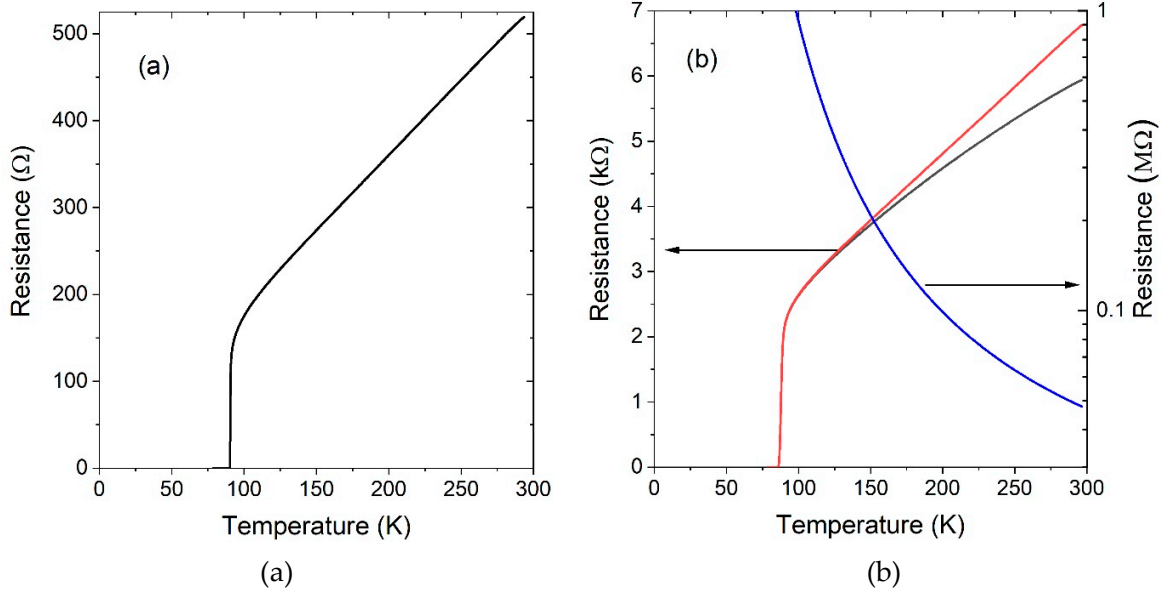 (a)
Resistance (Ω)
500
400
300
200
100
0
0 50 100 150 200 250 300
Temperature (K)
(a)
(b)
Resistance (kΩ)
7
6
5
4
3
2
1
0
0 50 100 150 200 250 300
Temperature (K)
1
0.1
Resistance (MΩ)
(b)